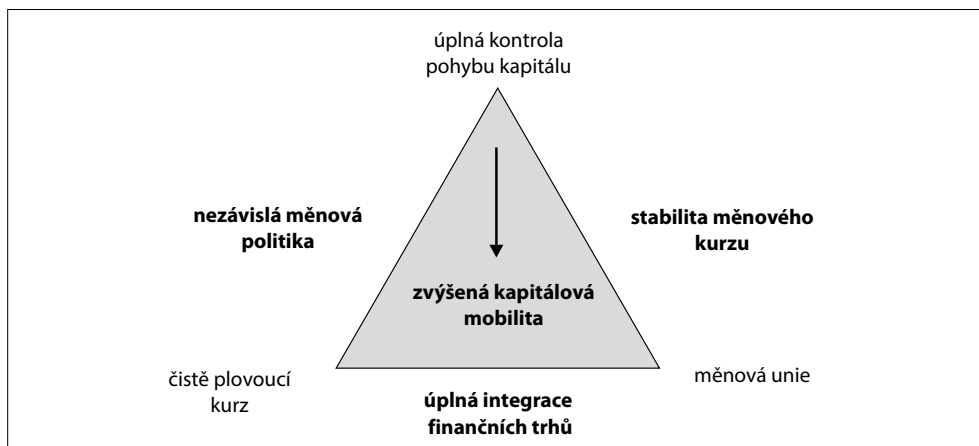 úplná kontrola
pohybu kapitálu
nezávislá měnová
politika
stabilita měnového
kurzu
zvýšená kapitálová
mobilita
čistě plovoucí
kurz
úplná integrace
finančních trhů
měnová unie